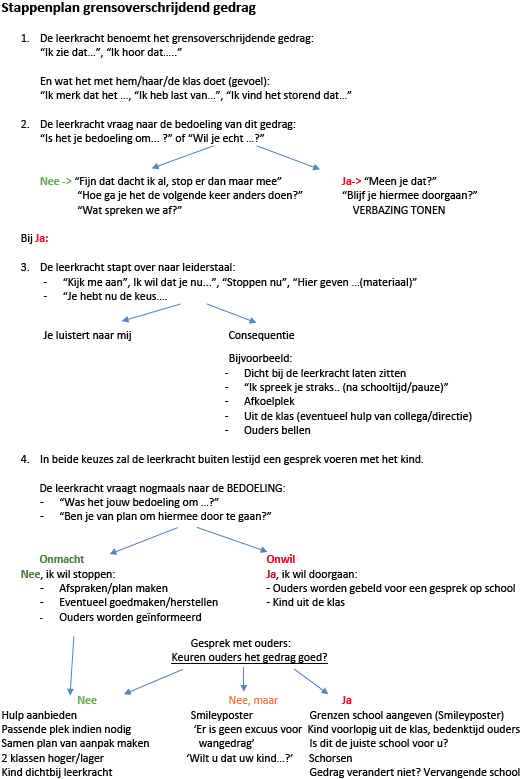 Stappenplan grensoverschrijdend gedrag
1. De leerkracht benoemt het grensoverschrijdende gedrag:
“Ik zie dat…”, “Ik hoor dat…..”
En wat het met hem/haar/de klas doet (gevoel):
“Ik merk dat het …, “Ik heb last van…”, “Ik vind het storend dat…”
2. De leerkracht vraag naar de bedoeling van dit gedrag:
“Is het je bedoeling om... ?” of “Wil je echt …?”
Nee -> “Fijn dat dacht ik al, stop er dan maar mee” Ja-> “Meen je dat?”
“Hoe ga je het de volgende keer anders doen?” “Blijf je hiermee doorgaan?”
“Wat spreken we af?” VERBAZING TONEN
Bij Ja:
3. De leerkracht stapt over naar leiderstaal:
- “Kijk me aan”, Ik wil dat je nu...”, “Stoppen nu”, “Hier geven …(materiaal)”
- “Je hebt nu de keus….
Je luistert naar mij Consequentie
Bijvoorbeeld:
- Dicht bij de leerkracht laten zitten
- “Ik spreek je straks.. (na schooltijd/pauze)”
- Afkoelplek
- Uit de klas (eventueel hulp van collega/directie)
- Ouders bellen
4. In beide keuzes zal de leerkracht buiten lestijd een gesprek voeren met het kind.
De leerkracht vraagt nogmaals naar de BEDOELING:
- “Was het jouw bedoeling om …?”
- “Ben je van plan om hiermee door te gaan?”
Onmacht Onwil
Nee, ik wil stoppen: Ja, ik wil doorgaan:
- Afspraken/plan maken - Ouders worden gebeld voor een gesprek op school
- Eventueel goedmaken/herstellen - Kind uit de klas
- Ouders worden geïnformeerd
Gesprek met ouders:
Keuren ouders het gedrag goed?
Nee Nee, maar Ja
Hulp aanbieden Smileyposter Grenzen school aangeven (Smileyposter)
Passende plek indien nodig ‘Er is geen excuus voor Kind voorlopig uit de klas, bedenktijd ouders
Samen plan van aanpak maken wangedrag’ Is dit de juiste school voor u?
2 klassen hoger/lager ‘Wilt u dat uw kind…?’ Schorsen
Kind dichtbij leerkracht Gedrag verandert niet? Vervangende school